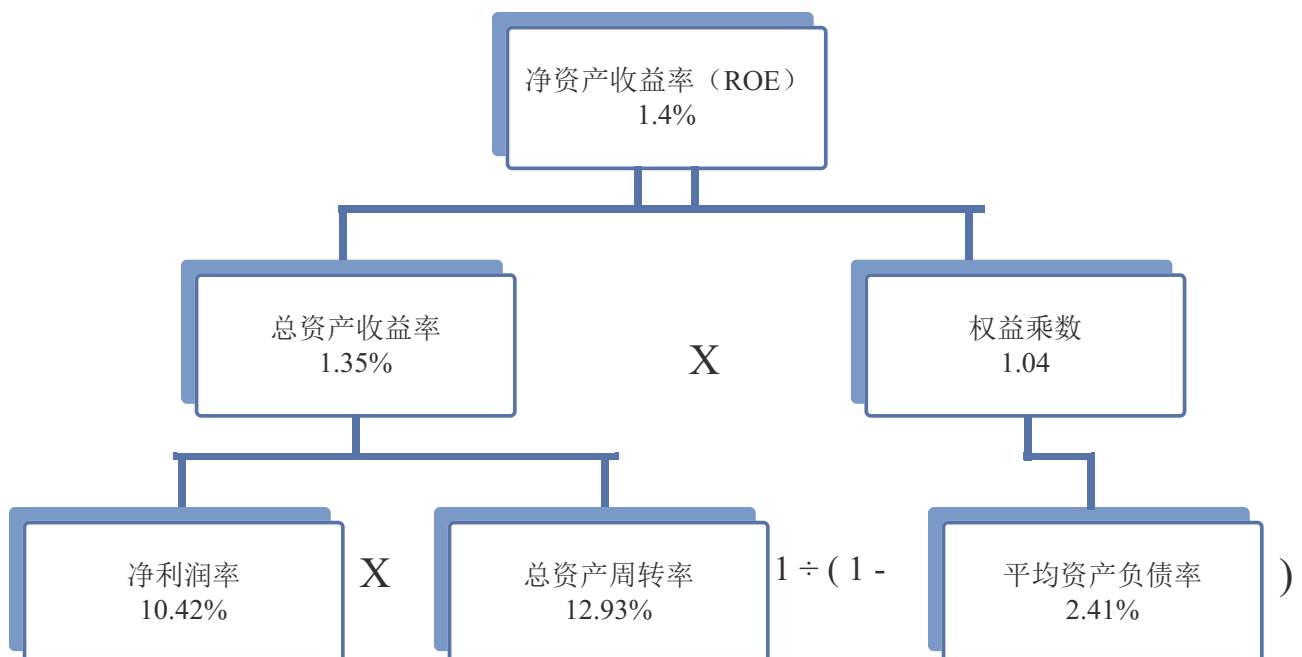 净资产收益率（ROE）
1.4%
总资产收益率
1.35%
X
权益乘数
1.04
净利润率
10.42%
X
总资产周转率
12.93%
1 ÷ ( 1 -
平均资产负债率
2.41%
)